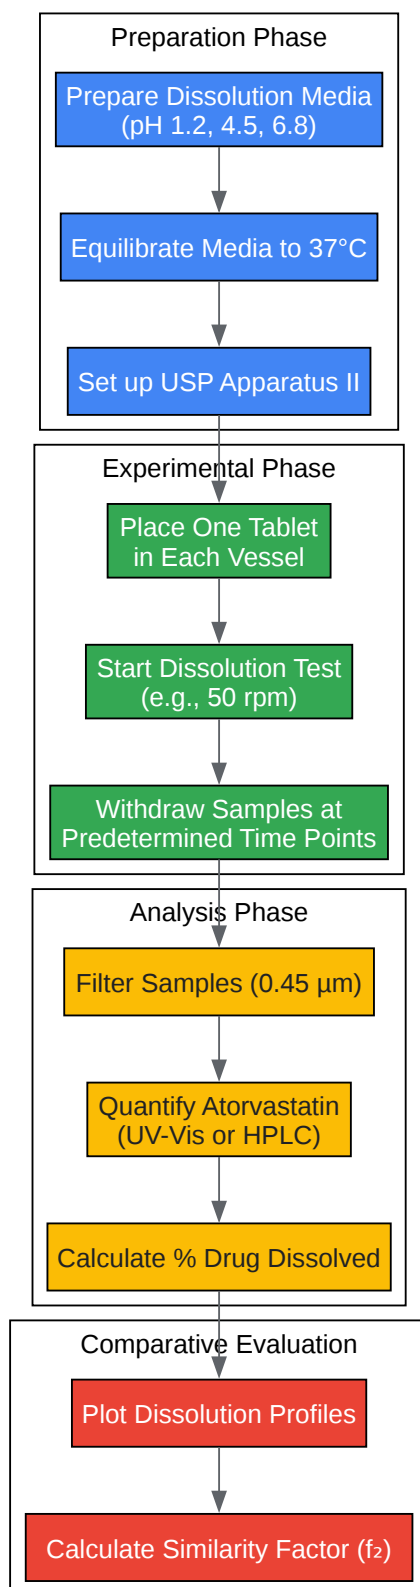 Preparation Phase
Prepare Dissolution Media
(pH 1.2, 4.5, 6.8)
Equilibrate Media to 37°C
Set up USP Apparatus II
Experimental Phase
Place One Tablet
in Each Vessel
Start Dissolution Test
(e.g., 50 rpm)
Withdraw Samples at
Predetermined Time Points
Analysis Phase
Filter Samples (0.45 µm)
Quantify Atorvastatin
(UV-Vis or HPLC)
Calculate % Drug Dissolved
Comparative Evaluation
Plot Dissolution Profiles
Calculate Similarity Factor (f₂)